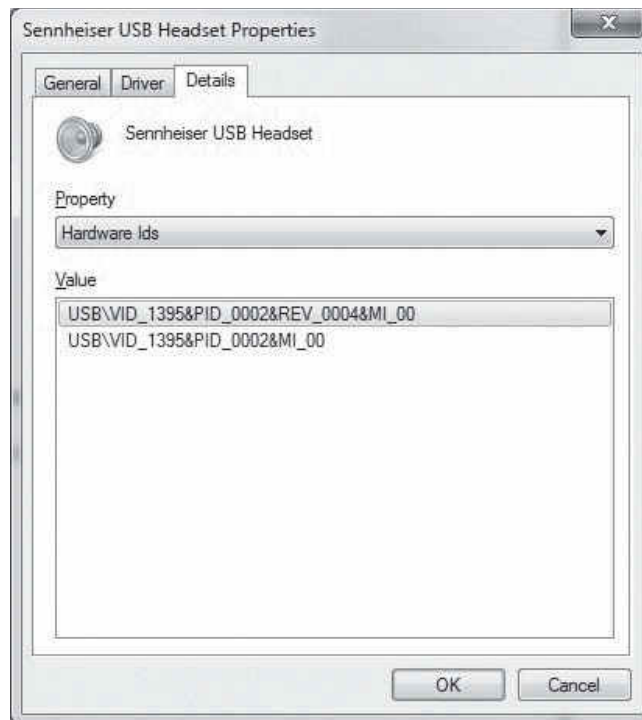 Sennheiser USB Headset Properties
General Driver Details
Sennheiser USB Headset
Property
Hardware Ids
Value
USB\VID_1395&PID_0002&REV_0004&MI_00
USB\VID_1395&PID_0002&MI_00
OK Cancel